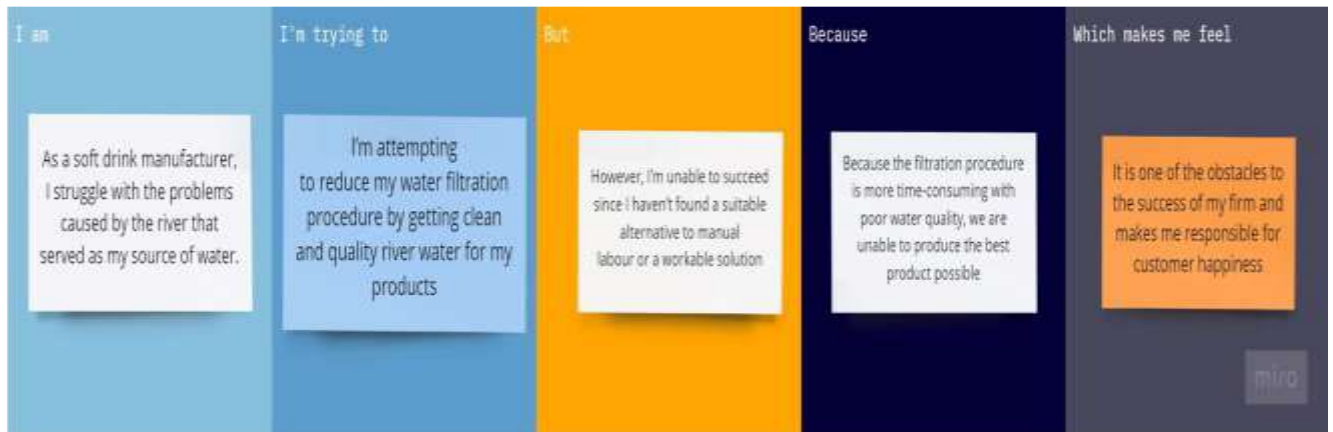 I am
As a soft drink manufacturer,
I struggle with the problems
caused by the river that
served as my source of water.
I'm trying to
I'm attempting
to reduce my water filtration
procedure by getting clean
and quality river water for my
products
But
However, I'm unable to succeed
since I haven't found a suitable
alternative to manual
labour or a workable solution
Because
Because the filtration procedure
is more time-consuming with
poor water quality, we are
unable to produce the best
product possible
Which makes me feel
It is one of the obstacles to
the success of my firm and
makes me responsible for
customer happiness
miro